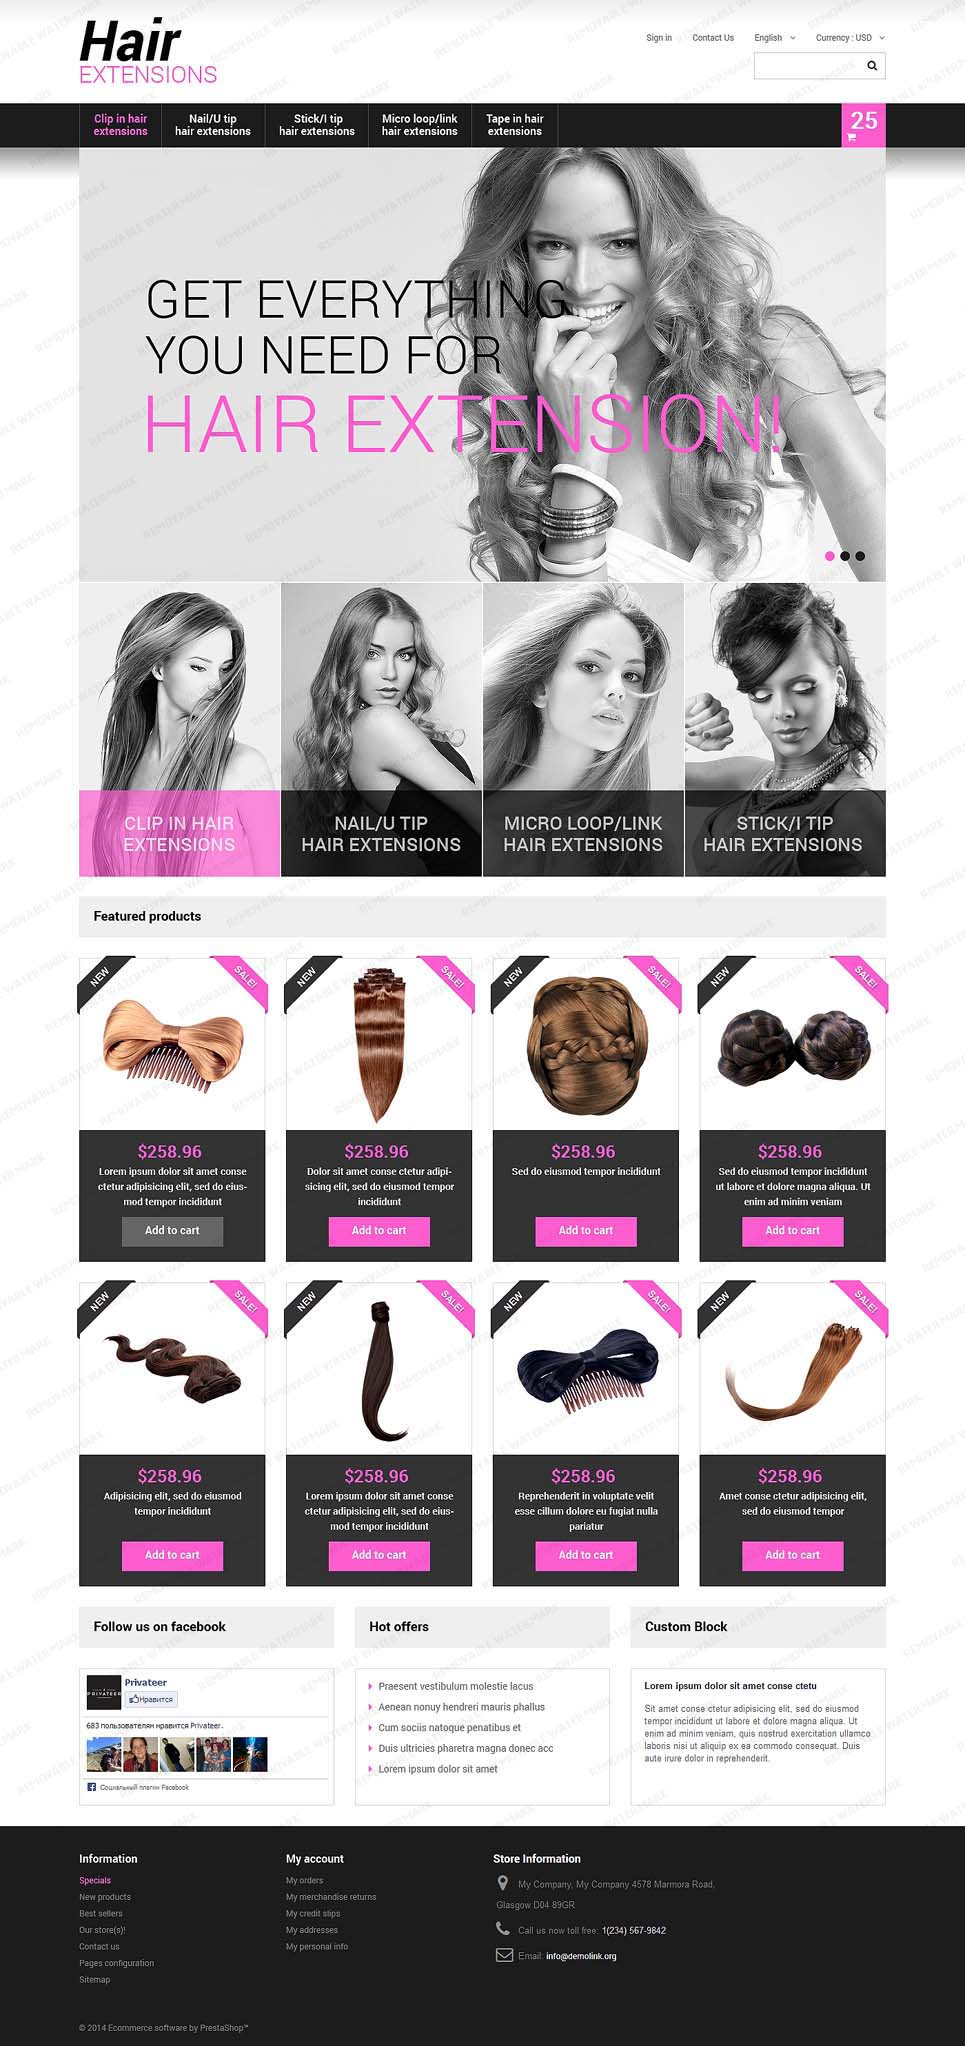 Hair
EXTENSIONS
Sign in
Contact Us
English
Currency : USD
Clip in hair
extensions
Nail/U tip
hair extensions
Stick/I tip
hair extensions
Micro loop/link
hair extensions
Tape in hair
extensions
25
GET EVERYTHING
YOU NEED FOR
HAIR EXTENSION!
CLIP IN HAIR
EXTENSIONS
NAIL/U TIP
HAIR EXTENSIONS
MICRO LOOP/LINK
HAIR EXTENSIONS
STICK/I TIP
HAIR EXTENSIONS
Featured products
NEW
SALE!
NEW
SALE!
NEW
SALE!
NEW
SALE!
$258.96
Lorem ipsum dolor sit amet conse
ctetur adipisicing elit, sed do eius-
mod tempor incididunt
Add to cart
$258.96
Dolor sit amet conse ctetur adipi-
sicing elit, sed do eiusmod tempor
incididunt
Add to cart
$258.96
Sed do eiusmod tempor incididunt
Add to cart
$258.96
Sed do eiusmod tempor incididunt
ut labore et dolore magna aliqua. Ut
enim ad minim veniam
Add to cart
NEW
SALE!
NEW
SALE!
NEW
SALE!
NEW
SALE!
$258.96
Adipisicing elit, sed do eiusmod
tempor incididunt
Add to cart
$258.96
Lorem ipsum dolor sit amet conse
ctetur adipisicing elit, sed do eius-
mod tempor incididunt
Add to cart
$258.96
Reprehenderit in voluptate velit
esse cillum dolore eu fugiat nulla
pariatur
Add to cart
$258.96
Amet conse ctetur adipisicing elit,
sed do eiusmod tempor
Add to cart
Follow us on facebook
PRIVATEER
Privateer
Нравится
683 пользователям нравится Privateer.
Социальный плагин Facebook
Hot offers
Praesent vestibulum molestie lacus
Aenean nonuy hendreri mauris phallus
Cum sociis natoque penatibus et
Duis ultricies pharetra magna donec acc
Lorem ipsum dolor sit amet
Custom Block
Lorem ipsum dolor sit amet conse ctetu
Sit amet conse ctetur adipisicing elit, sed do eiusmod
tempor incididunt ut labore et dolore magna aliqua. Ut
enim ad minim veniam, quis nostrud exercitation ullamco
laboris nisi ut aliquip ex ea commodo consequat. Duis
aute irure dolor in reprehenderit.
Information
Specials
New products
Best sellers
Our store(s)!
Contact us
Pages configuration
Sitemap
My account
My orders
My merchandise returns
My credit slips
My addresses
My personal info
Store Information
My Company, My Company 4578 Marmora Road,
Glasgow D04 89GR
Call us now toll free: 1(234) 567-9842
Email: info@demolink.org
© 2014 Ecommerce software by PrestaShop™
REMOVABLE WATERMARK